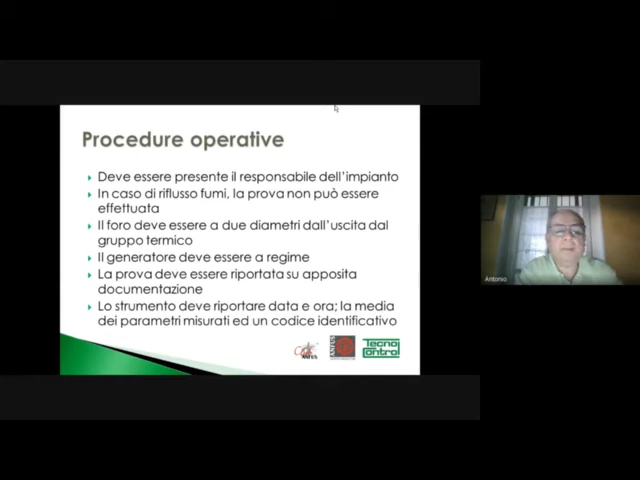 Procedure operative
Deve essere presente il responsabile dell'impianto
In caso di riflusso fumi, la prova non può essere
effettuata
Il foro deve essere a due diametri dall'uscita dal
gruppo termico
Il generatore deve essere a regime
La prova deve essere riportata su apposita
documentazione
Lo strumento deve riportare data e ora; la media
dei parametri misurati ed un codice identificativo
ANFUS
ANFUS
Tecno
Control
Antonio